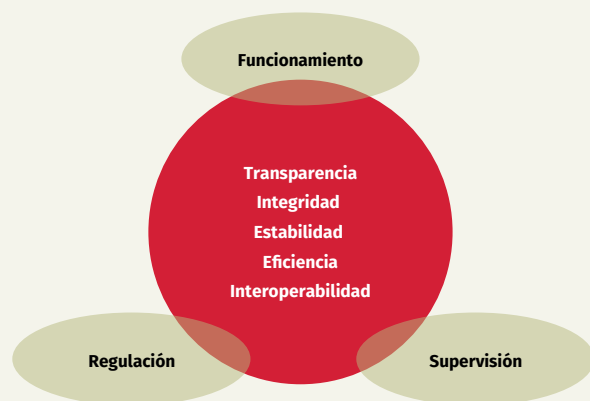 Funcionamiento
Transparencia
Integridad
Estabilidad
Eficiencia
Interoperabilidad
Regulación
Supervisión